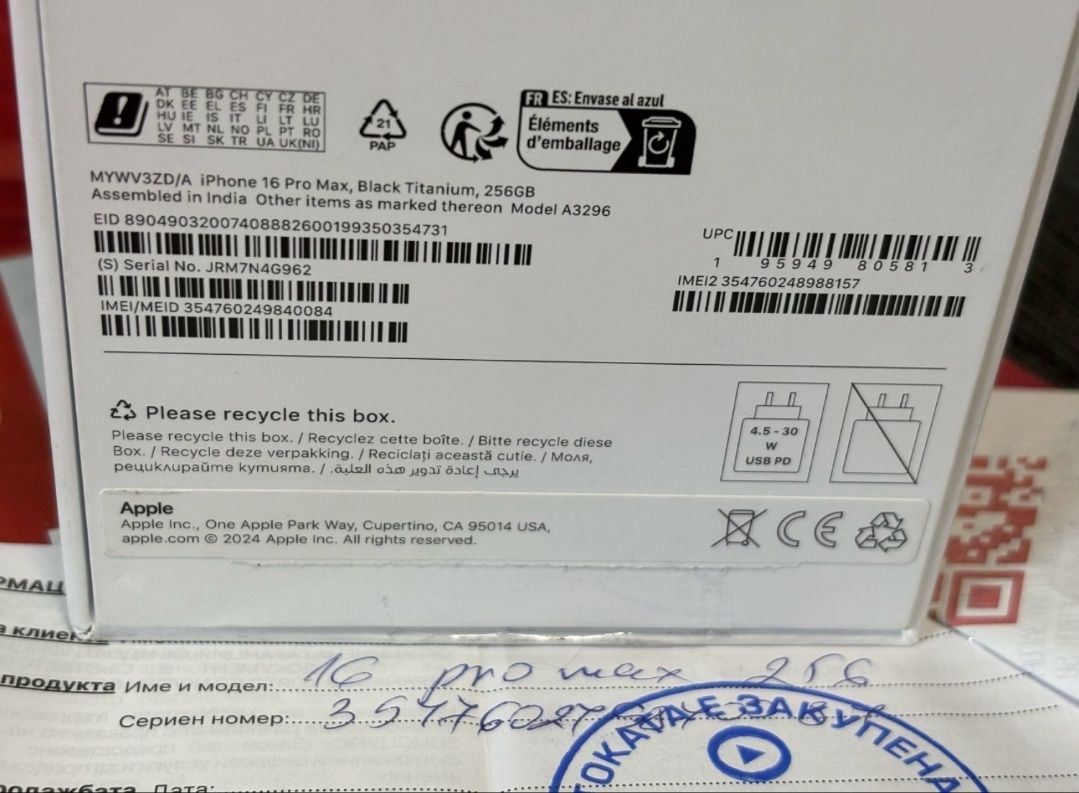 AT BE BG CH CY CZ DE
DK EE EL ES FI FR HR
HU IE IS IT LI LT LU
LV MT NL NO PL PT RO
SE SI SK TR UA UK(NI)
21
PAP
FR ES: Envase al azul
Éléments
d'emballage
MYWV3ZD/A iPhone 16 Pro Max, Black Titanium, 256GB
Assembled in India Other items as marked thereon Model A3296
EID 89049032007408882600199350354731
(S) Serial No. JRM7N4G962
IMEI/MEID 354760249840084
UPC
1 95949 80581 3
IMEI2 354760248988157
Please recycle this box.
Please recycle this box. / Recyclez cette boîte. / Bitte recycle diese
Box. / Recycle deze verpakking. / Reciclați această cutie. / Моля,
рециклирайте кутията. / يرجى إعادة تدوير هذه العلبة.
4.5 - 30
W
USB PD
Apple
Apple Inc., One Apple Park Way, Cupertino, CA 95014 USA,
apple.com © 2024 Apple Inc. All rights reserved.
CE
продукта Име и модел: 16 pro max 256
Сериен номер:
ЗАКУПЕНА
Дата: